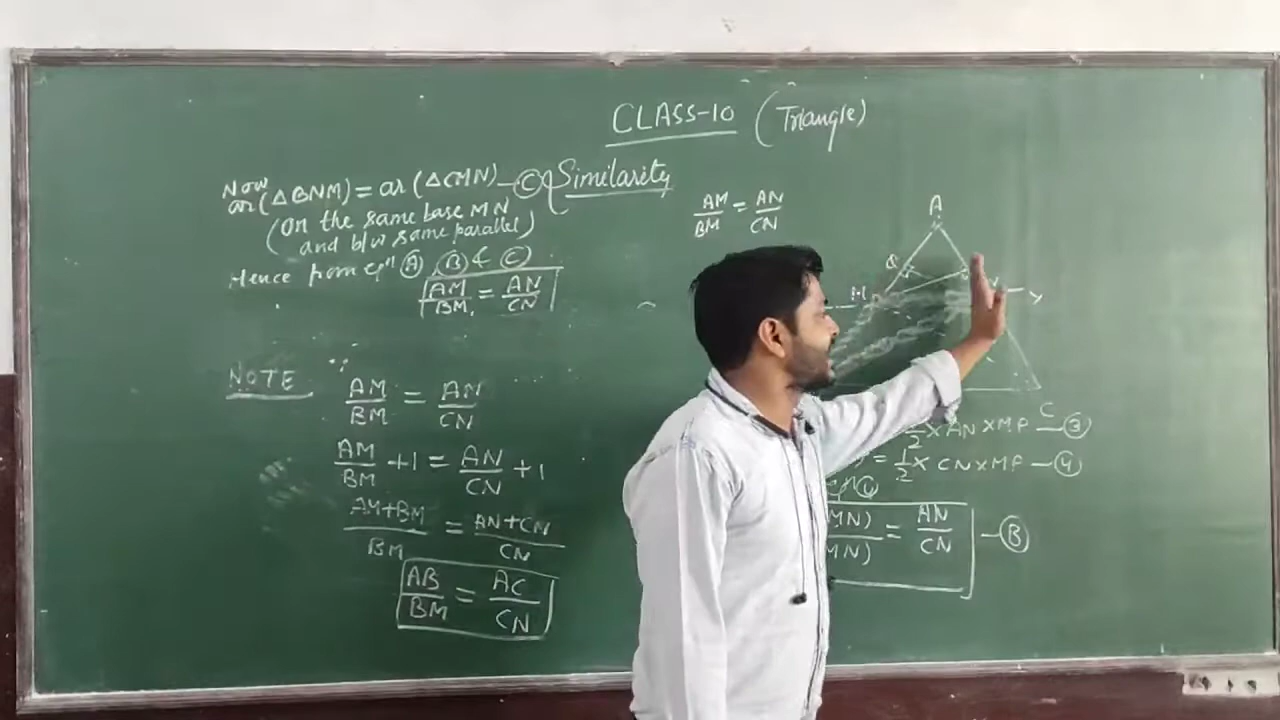 CLASS-10 (Triangle)
Similarity
Now
ar(ΔBNM) = ar(ΔCMN) — Ⓒ
(On the same base MN
and b/w same parallel)
Hence from eqⁿ Ⓐ, Ⓑ & Ⓒ
AM/BM = AN/CN
NOTE
∵
AM/BM = AN/CN
AM/BM + 1 = AN/CN + 1
AM+BM/BM = AN+CN/CN
AB/BM = AC/CN
AM/BM = AN/CN
A
Q
M
Y
C
1/2 × AN × MP — ③
= 1/2 × CN × MP — ④
④
MN)/MN) = AN/CN — Ⓑ